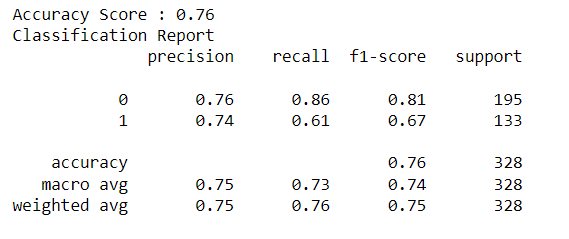 Accuracy Score : 0.76
Classification Report
precision recall f1-score support
0 0.76 0.86 0.81 195
1 0.74 0.61 0.67 133
accuracy 0.76 328
macro avg 0.75 0.73 0.74 328
weighted avg 0.75 0.76 0.75 328